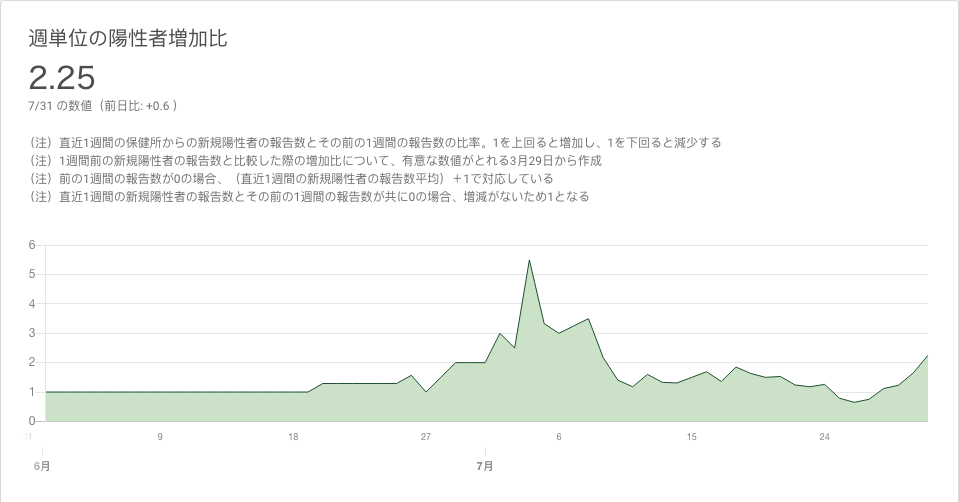 週単位の陽性者増加比
2.25
7/31 の数値（前日比: +0.6 ）
（注）直近1週間の保健所からの新規陽性者の報告数とその前の1週間の報告数の比率。1を上回ると増加し、1を下回ると減少する
（注）1週間前の新規陽性者の報告数と比較した際の増加比について、有意な数値がとれる3月29日から作成
（注）前の1週間の報告数が0の場合、（直近1週間の新規陽性者の報告数平均）＋1で対応している
（注）直近1週間の新規陽性者の報告数とその前の1週間の報告数が共に0の場合、増減がないため1となる
6
5
4
3
2
1
0
1 9 18 27 6 15 24
6月 7月